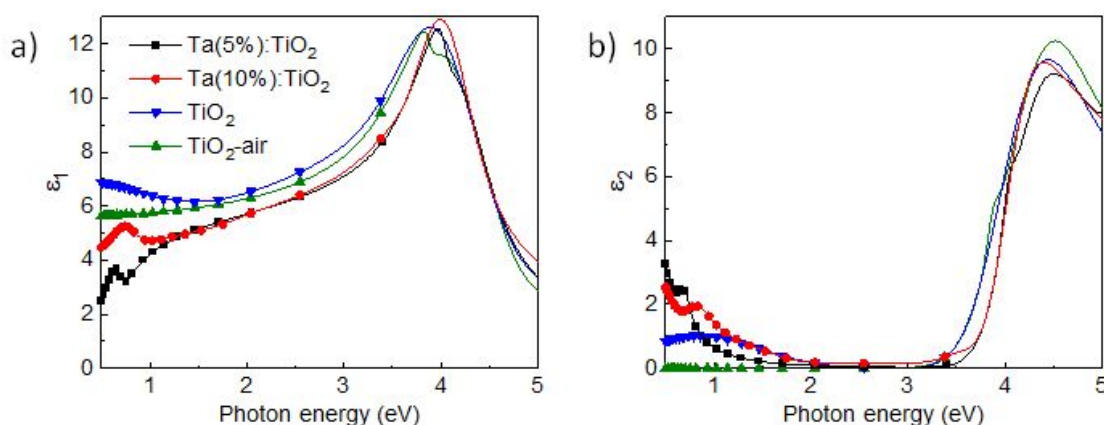 a)
ε₁
12
10
8
6
4
2
0
Ta(5%):TiO₂
Ta(10%):TiO₂
TiO₂
TiO₂-air
1 2 3 4 5
Photon energy (eV)
b)
ε₂
10
8
6
4
2
0
1 2 3 4 5
Photon energy (eV)